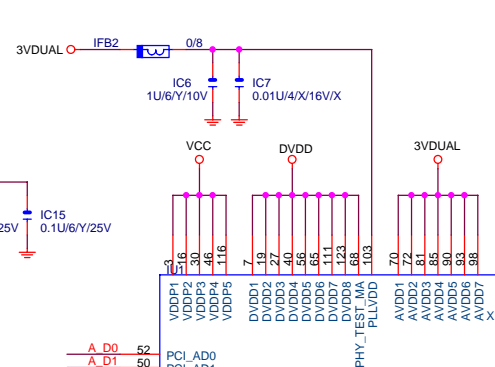 3VDUAL
IFB2
0/8
IC6
1U/6/Y/10V
IC7
0.01U/4/X/16V/X
VCC
DVDD
3VDUAL
IC15
25V
0.1U/6/Y/25V
3
16
30
46
116
7
19
27
40
56
65
111
123
68
103
70
72
81
85
90
93
98
IU1
VDDP1
VDDP2
VDDP3
VDDP4
VDDP5
DVDD1
DVDD2
DVDD3
DVDD4
DVDD5
DVDD6
DVDD7
DVDD8
PHY_TEST_MA
PLLVDD
AVDD1
AVDD2
AVDD3
AVDD4
AVDD5
AVDD6
AVDD7
X
A_D0
52
PCI_AD0
A_D1
50
PCI_AD1